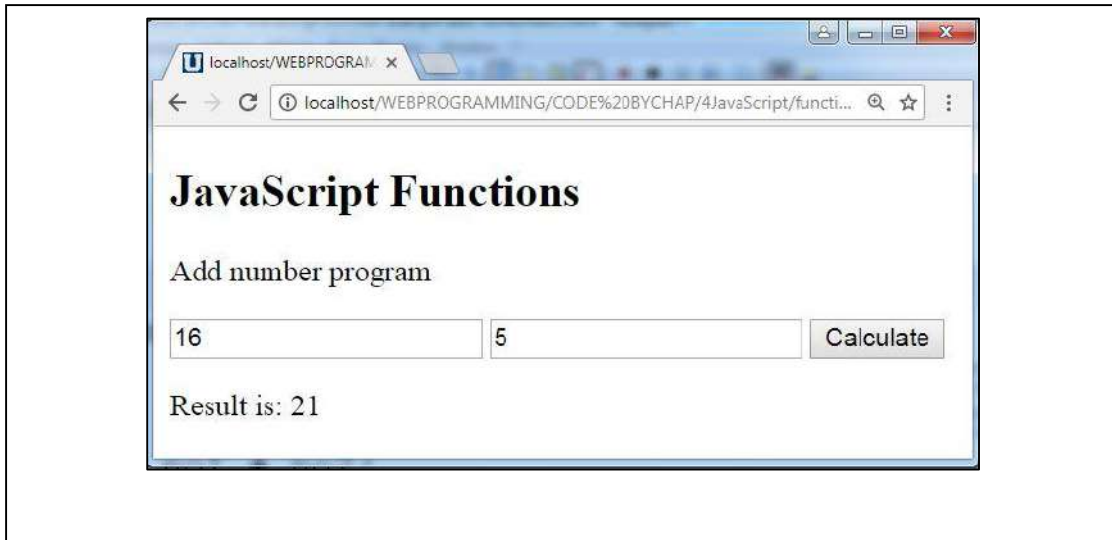 localhost/WEBPROGRAM
localhost/WEBPROGRAMMING/CODE%20BYCHAP/4JavaScript/functi...
JavaScript Functions
Add number program
16 5 Calculate
Result is: 21